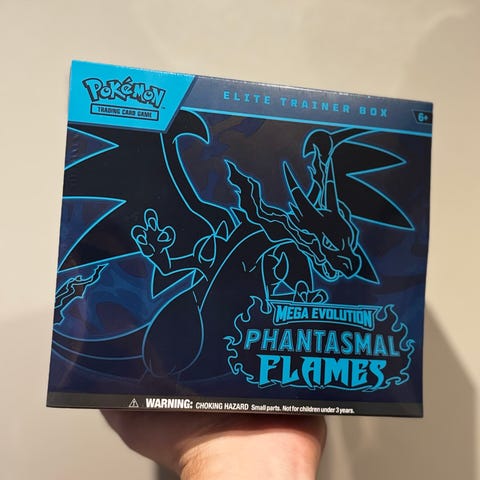 POKéMON
TRADING CARD GAME
ELITE TRAINER BOX
6+
MEGA EVOLUTION
PHANTASMAL
FLAMES
⚠ WARNING: CHOKING HAZARD Small parts. Not for children under 3 years.